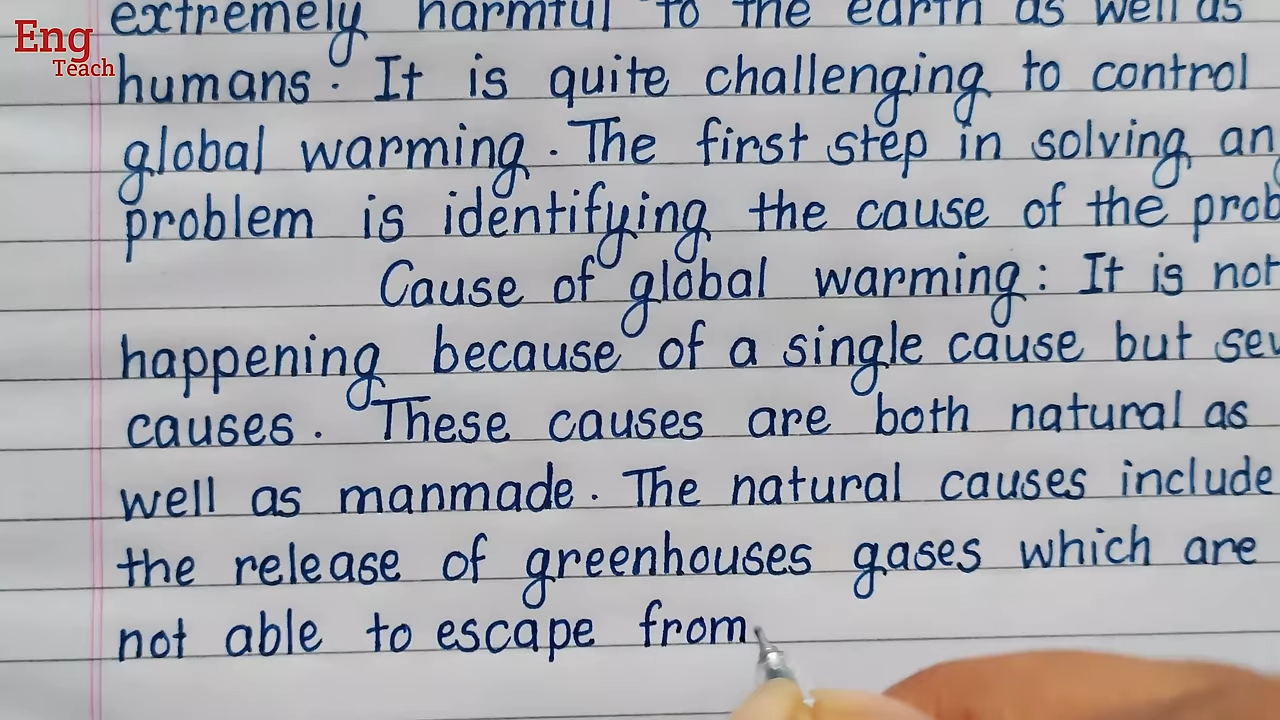 Eng
Teach
extremely harmful to the earth as well as
humans. It is quite challenging to control
global warming. The first step in solving an
problem is identifying the cause of the prob
Cause of global warming: It is not
happening because of a single cause but sev
causes. These causes are both natural as
well as manmade. The natural causes include
the release of greenhouses gases which are
not able to escape from